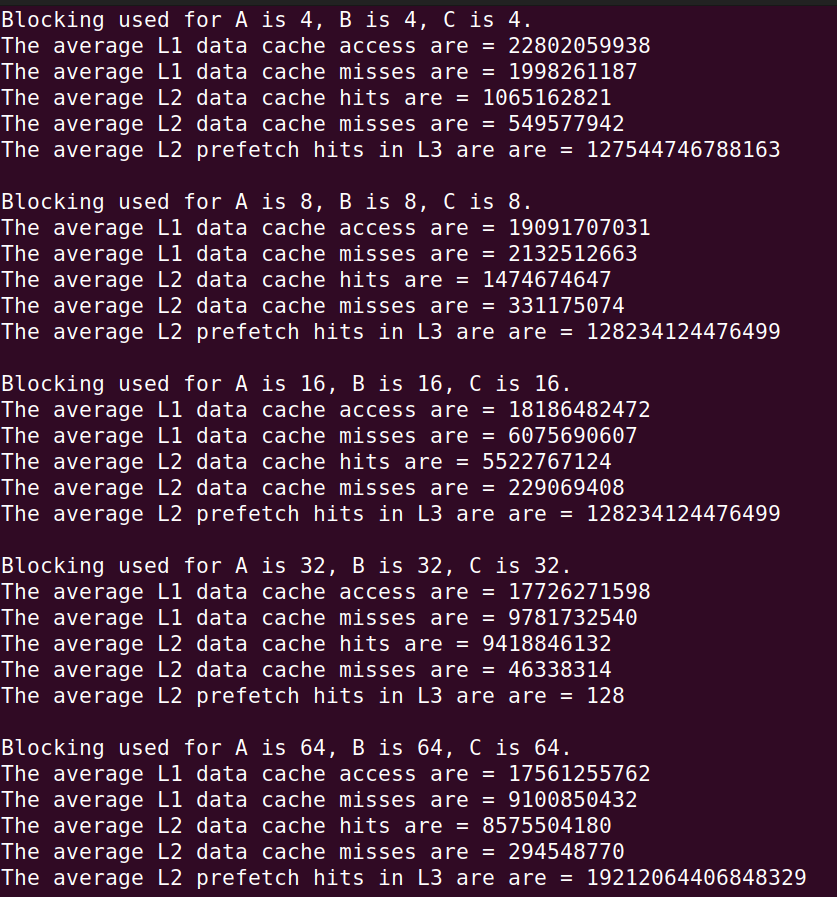 Blocking used for A is 4, B is 4, C is 4.
The average L1 data cache access are = 22802059938
The average L1 data cache misses are = 1998261187
The average L2 data cache hits are = 1065162821
The average L2 data cache misses are = 549577942
The average L2 prefetch hits in L3 are are = 127544746788163
Blocking used for A is 8, B is 8, C is 8.
The average L1 data cache access are = 19091707031
The average L1 data cache misses are = 2132512663
The average L2 data cache hits are = 1474674647
The average L2 data cache misses are = 331175074
The average L2 prefetch hits in L3 are are = 128234124476499
Blocking used for A is 16, B is 16, C is 16.
The average L1 data cache access are = 18186482472
The average L1 data cache misses are = 6075690607
The average L2 data cache hits are = 5522767124
The average L2 data cache misses are = 229069408
The average L2 prefetch hits in L3 are are = 128234124476499
Blocking used for A is 32, B is 32, C is 32.
The average L1 data cache access are = 17726271598
The average L1 data cache misses are = 9781732540
The average L2 data cache hits are = 9418846132
The average L2 data cache misses are = 46338314
The average L2 prefetch hits in L3 are are = 128
Blocking used for A is 64, B is 64, C is 64.
The average L1 data cache access are = 17561255762
The average L1 data cache misses are = 9100850432
The average L2 data cache hits are = 8575504180
The average L2 data cache misses are = 294548770
The average L2 prefetch hits in L3 are are = 19212064406848329